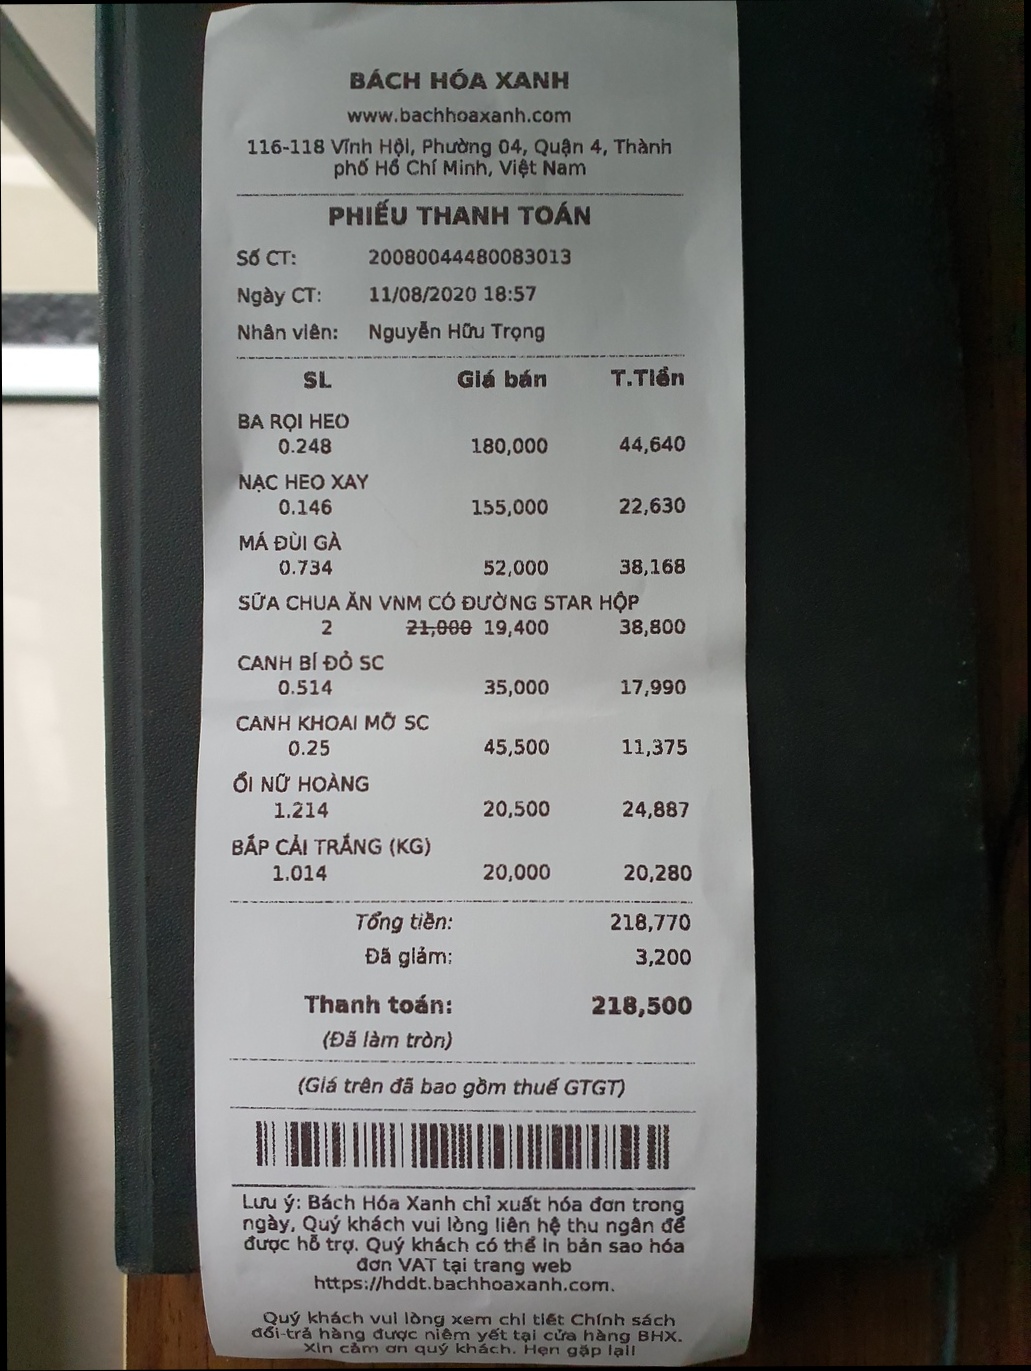 BÁCH HÓA XANH
www.bachhoaxanh.com
116-118 Vĩnh Hội, Phường 04, Quận 4, Thành
phố Hồ Chí Minh, Việt Nam
PHIẾU THANH TOÁN
Số CT: 20080044480083013
Ngày CT: 11/08/2020 18:57
Nhân viên: Nguyễn Hữu Trọng
SL Giá bán T.Tiền
BA RỌI HEO
0.248 180,000 44,640
NẠC HEO XAY
0.146 155,000 22,630
MÁ ĐÙI GÀ
0.734 52,000 38,168
SỮA CHUA ĂN VNM CÓ ĐƯỜNG STAR HỘP
2 21,000 19,400 38,800
CANH BÍ ĐỎ SC
0.514 35,000 17,990
CANH KHOAI MỠ SC
0.25 45,500 11,375
ỔI NỮ HOÀNG
1.214 20,500 24,887
BẮP CẢI TRẮNG (KG)
1.014 20,000 20,280
Tổng tiền: 218,770
Đã giảm: 3,200
Thanh toán: 218,500
(Đã làm tròn)
(Giá trên đã bao gồm thuế GTGT)
Lưu ý: Bách Hóa Xanh chỉ xuất hóa đơn trong
ngày, Quý khách vui lòng liên hệ thu ngân để
được hỗ trợ. Quý khách có thể in bản sao hóa
đơn VAT tại trang web
https://hddt.bachhoaxanh.com.
Quý khách vui lòng xem chi tiết Chính sách
đổi-trả hàng được niêm yết tại cửa hàng BHX.
Xin cảm ơn quý khách. Hẹn gặp lại!